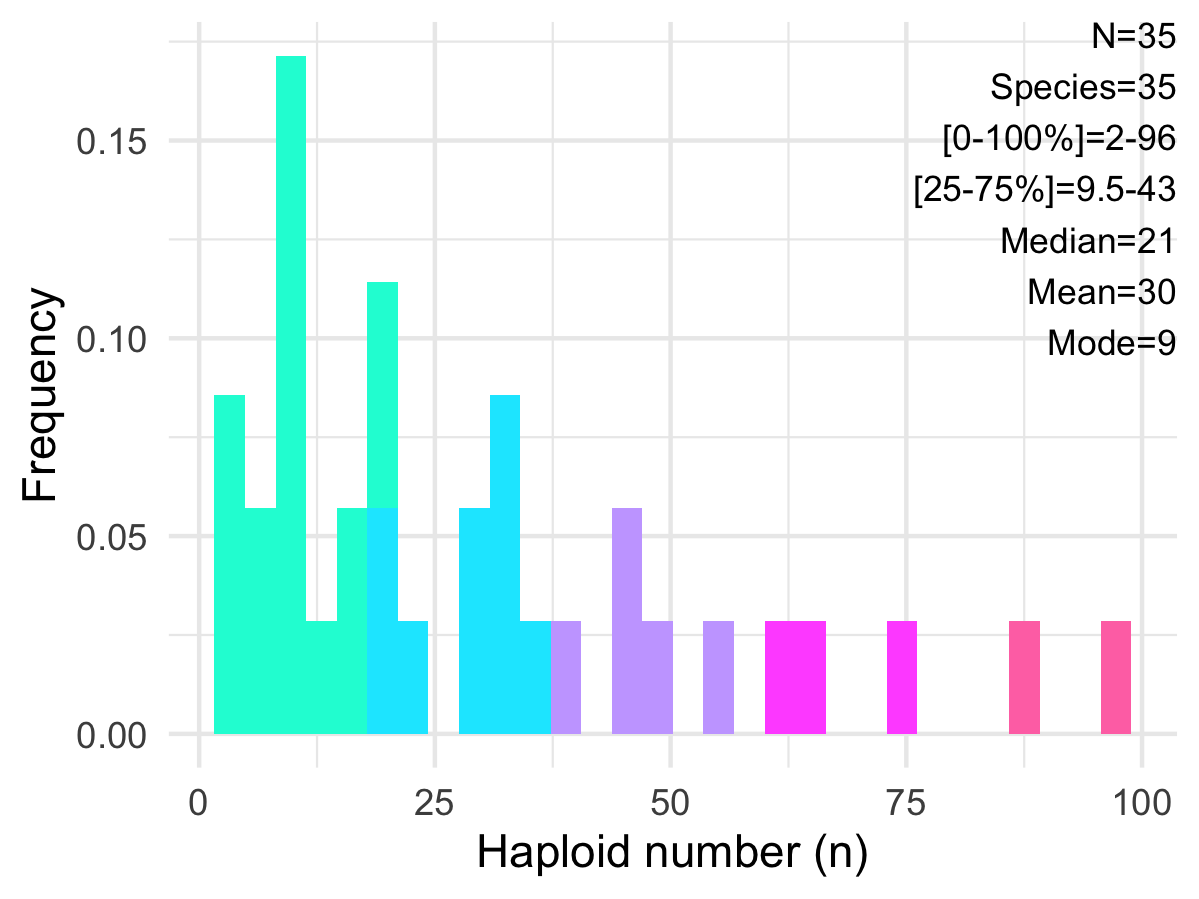 N=35
Species=35
[0-100%]=2-96
[25-75%]=9.5-43
Median=21
Mean=30
Mode=9
Frequency
0.15
0.10
0.05
0.00
0 25 50 75 100
Haploid number (n)